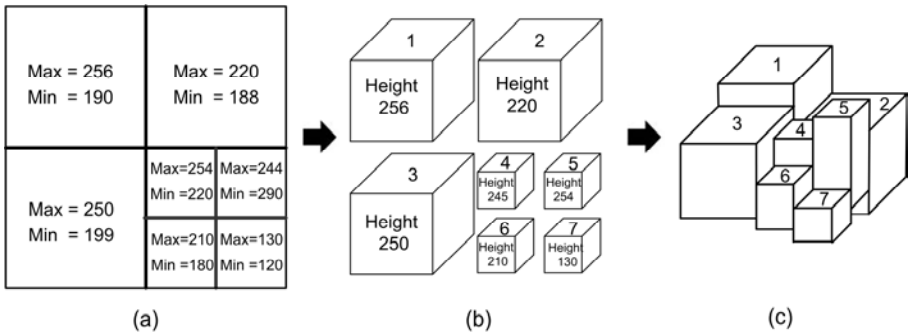 Max = 256
Min = 190
Max = 220
Min = 188
Max = 250
Min = 199
Max=254
Min =220
Max=244
Min =290
Max=210
Min =180
Max=130
Min =120
(a)
1
Height
256
2
Height
220
3
Height
250
4
Height
245
5
Height
254
6
Height
210
7
Height
130
(b)
1
2
3
4
5
6
7
(c)